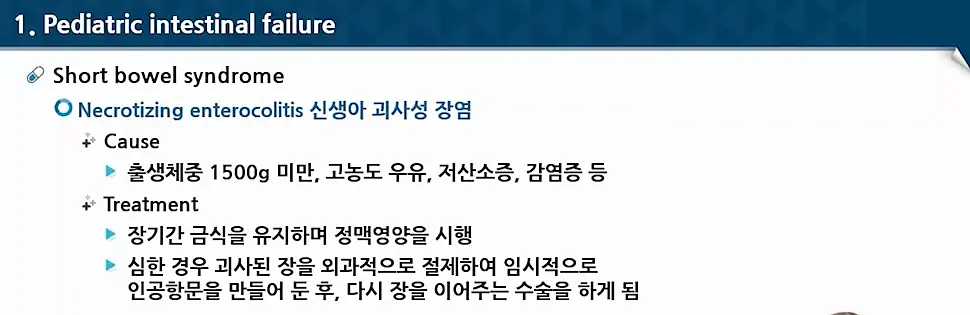 1. Pediatric intestinal failure
Short bowel syndrome
Necrotizing enterocolitis 신생아 괴사성 장염
Cause
출생체중 1500g 미만, 고농도 우유, 저산소증, 감염증 등
Treatment
장기간 금식을 유지하며 정맥영양을 시행
심한 경우 괴사된 장을 외과적으로 절제하여 임시적으로
인공항문을 만들어 둔 후, 다시 장을 이어주는 수술을 하게 됨